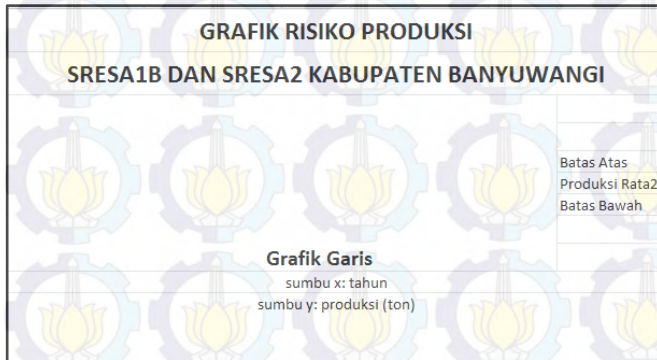 GRAFIK RISIKO PRODUKSI
SRESA1B DAN SRESA2 KABUPATEN BANYUWANGI
Batas Atas
Produksi Rata2
Batas Bawah
Grafik Garis
sumbu x: tahun
sumbu y: produksi (ton)